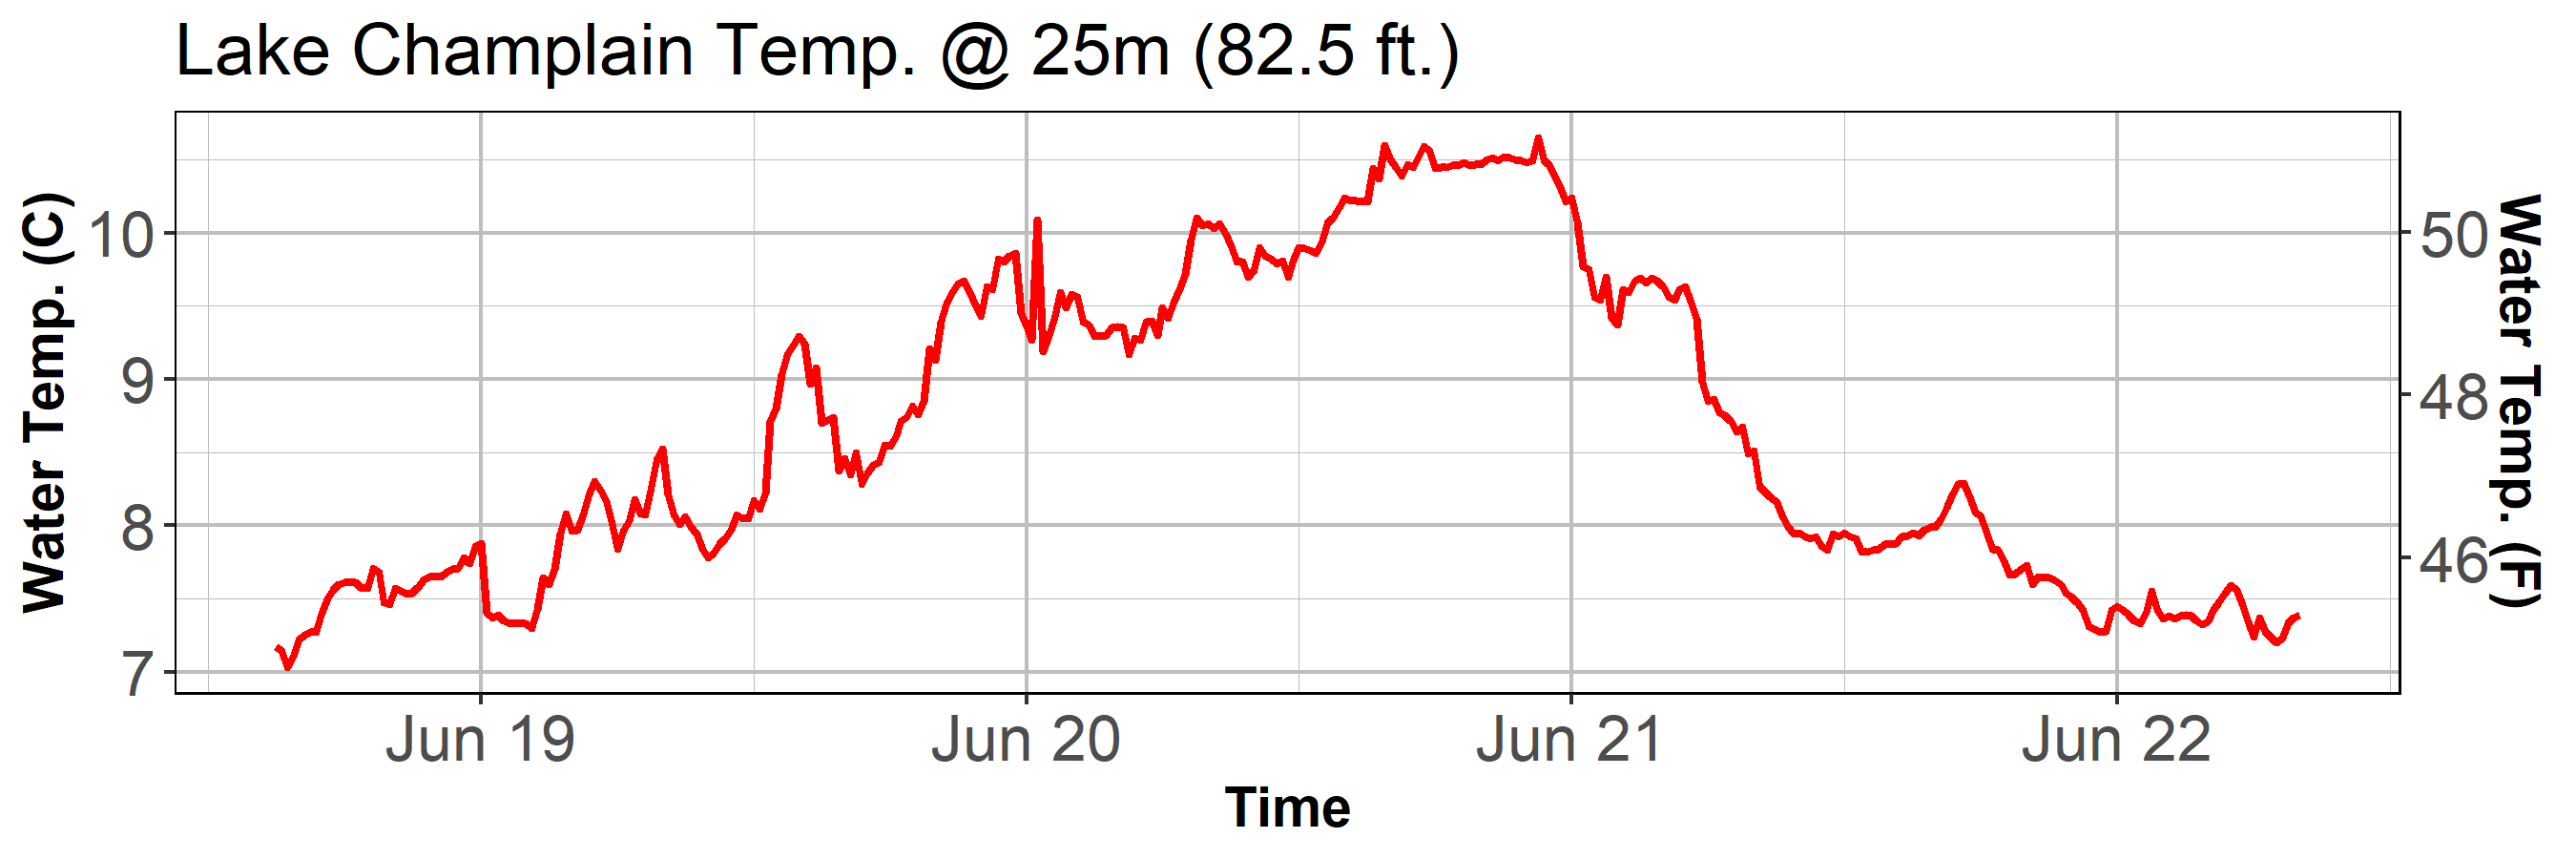 Lake Champlain Temp. @ 25m (82.5 ft.)
Water Temp. (C)
10
9
8
7
50
48
46
Water Temp. (F)
Jun 19 Jun 20 Jun 21 Jun 22
Time